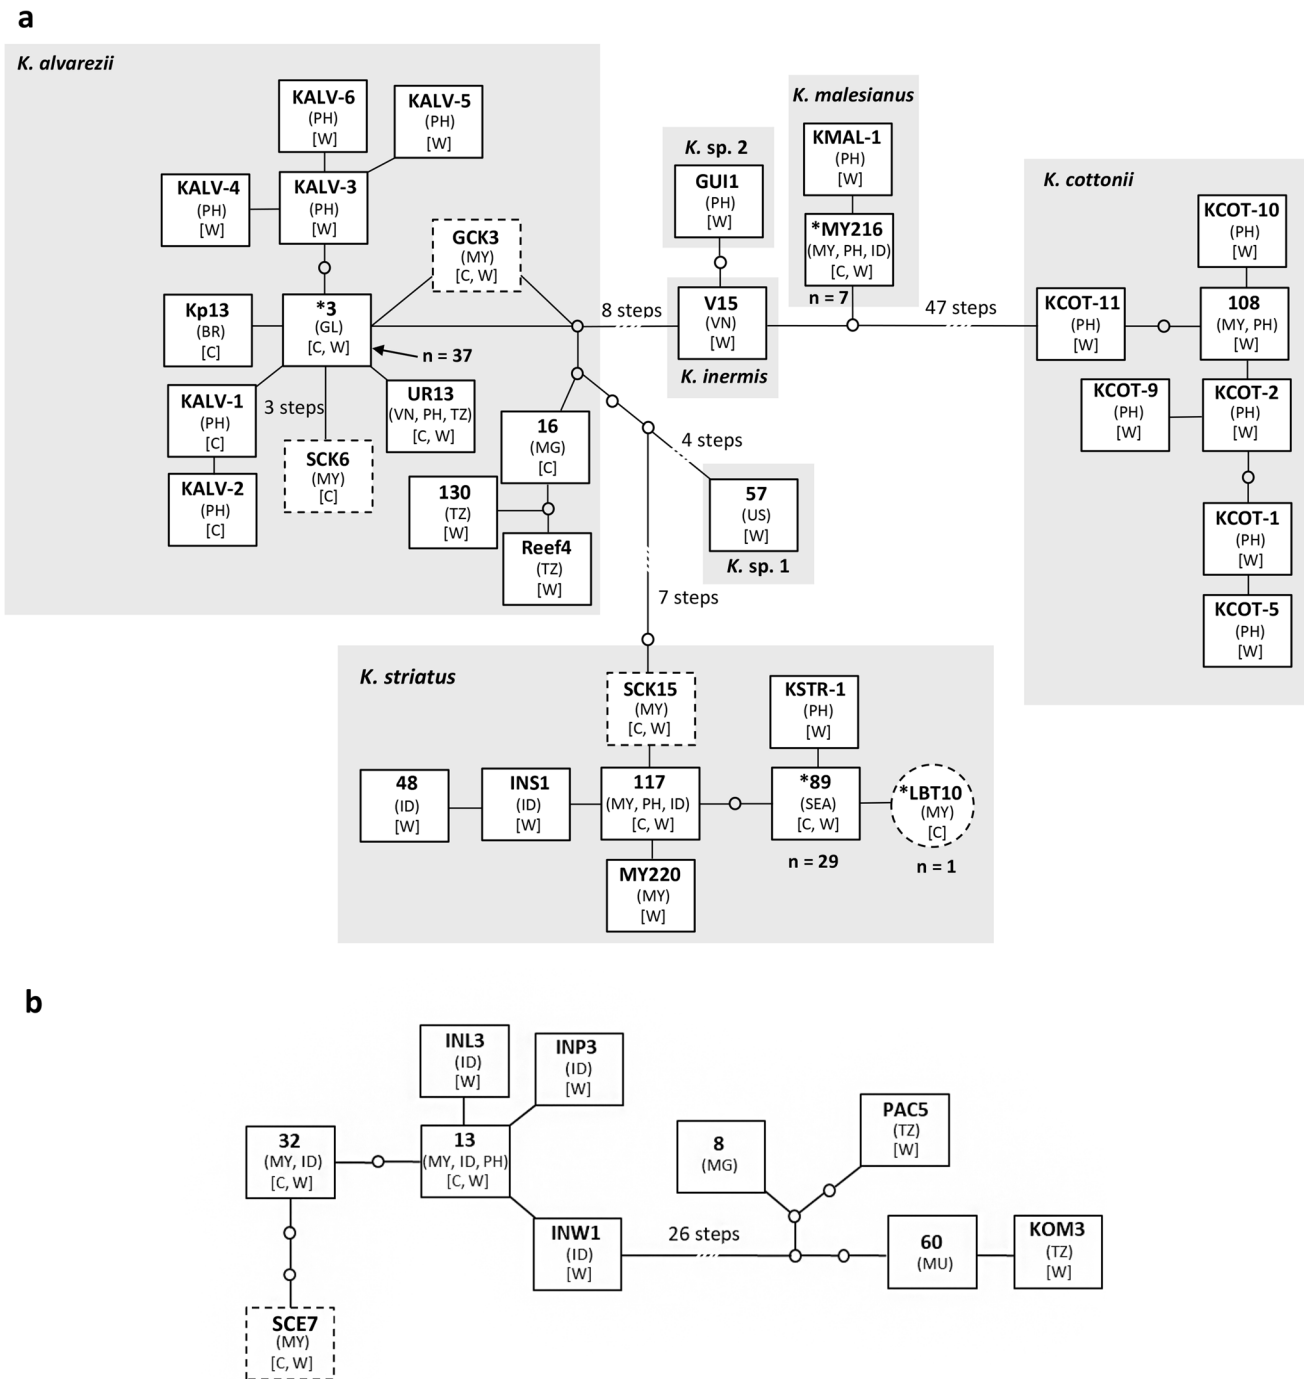 a
K. alvarezii
KALV-6
(PH)
[W]
KALV-5
(PH)
[W]
KALV-4
(PH)
[W]
KALV-3
(PH)
[W]
GCK3
(MY)
[C, W]
Kp13
(BR)
[C]
*3
(GL)
[C, W]
n = 37
KALV-1
(PH)
[C]
3 steps
UR13
(VN, PH, TZ)
[C, W]
KALV-2
(PH)
[C]
SCK6
(MY)
[C]
16
(MG)
[C]
130
(TZ)
[W]
Reef4
(TZ)
[W]
8 steps
K. sp. 2
GUI1
(PH)
[W]
V15
(VN)
[W]
K. inermis
K. malesianus
KMAL-1
(PH)
[W]
*MY216
(MY, PH, ID)
[C, W]
n = 7
47 steps
4 steps
57
(US)
[W]
K. sp. 1
7 steps
K. cottonii
KCOT-10
(PH)
[W]
KCOT-11
(PH)
[W]
108
(MY, PH)
[W]
KCOT-9
(PH)
[W]
KCOT-2
(PH)
[W]
KCOT-1
(PH)
[W]
KCOT-5
(PH)
[W]
K. striatus
SCK15
(MY)
[C, W]
KSTR-1
(PH)
[W]
48
(ID)
[W]
INS1
(ID)
[W]
117
(MY, PH, ID)
[C, W]
*89
(SEA)
[C, W]
n = 29
*LBT10
(MY)
[C]
n = 1
MY220
(MY)
[W]
b
INL3
(ID)
[W]
INP3
(ID)
[W]
32
(MY, ID)
[C, W]
13
(MY, ID, PH)
[C, W]
8
(MG)
PAC5
(TZ)
[W]
INW1
(ID)
[W]
26 steps
60
(MU)
KOM3
(TZ)
[W]
SCE7
(MY)
[C, W]